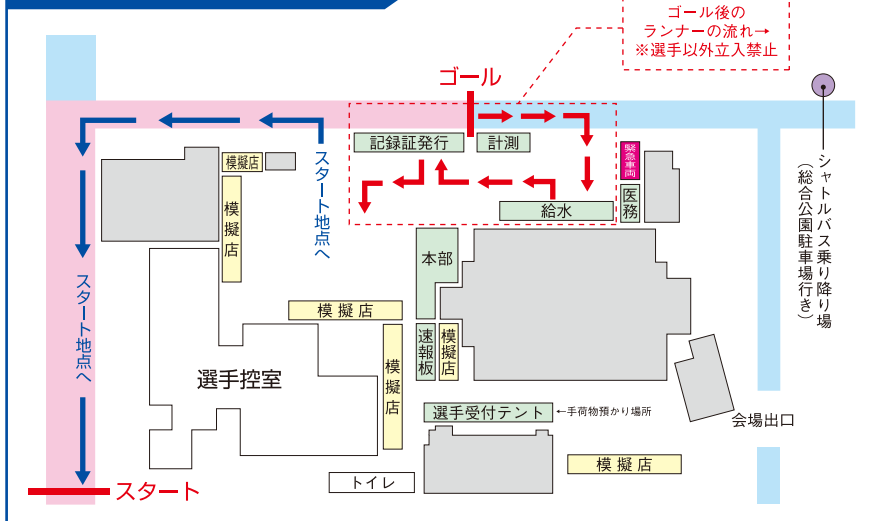 ゴール後の
ランナーの流れ→
※選手以外立入禁止
ゴール
記録証発行
計測
緊急車両
医務
給水
模擬店
模擬店
スタート地点へ
スタート地点へ
本部
模擬店
速報板
模擬店
模擬店
選手控室
選手受付テント
←手荷物預かり場所
模擬店
トイレ
スタート
会場出口
シャトルバス乗り降り場
（総合公園駐車場行き）